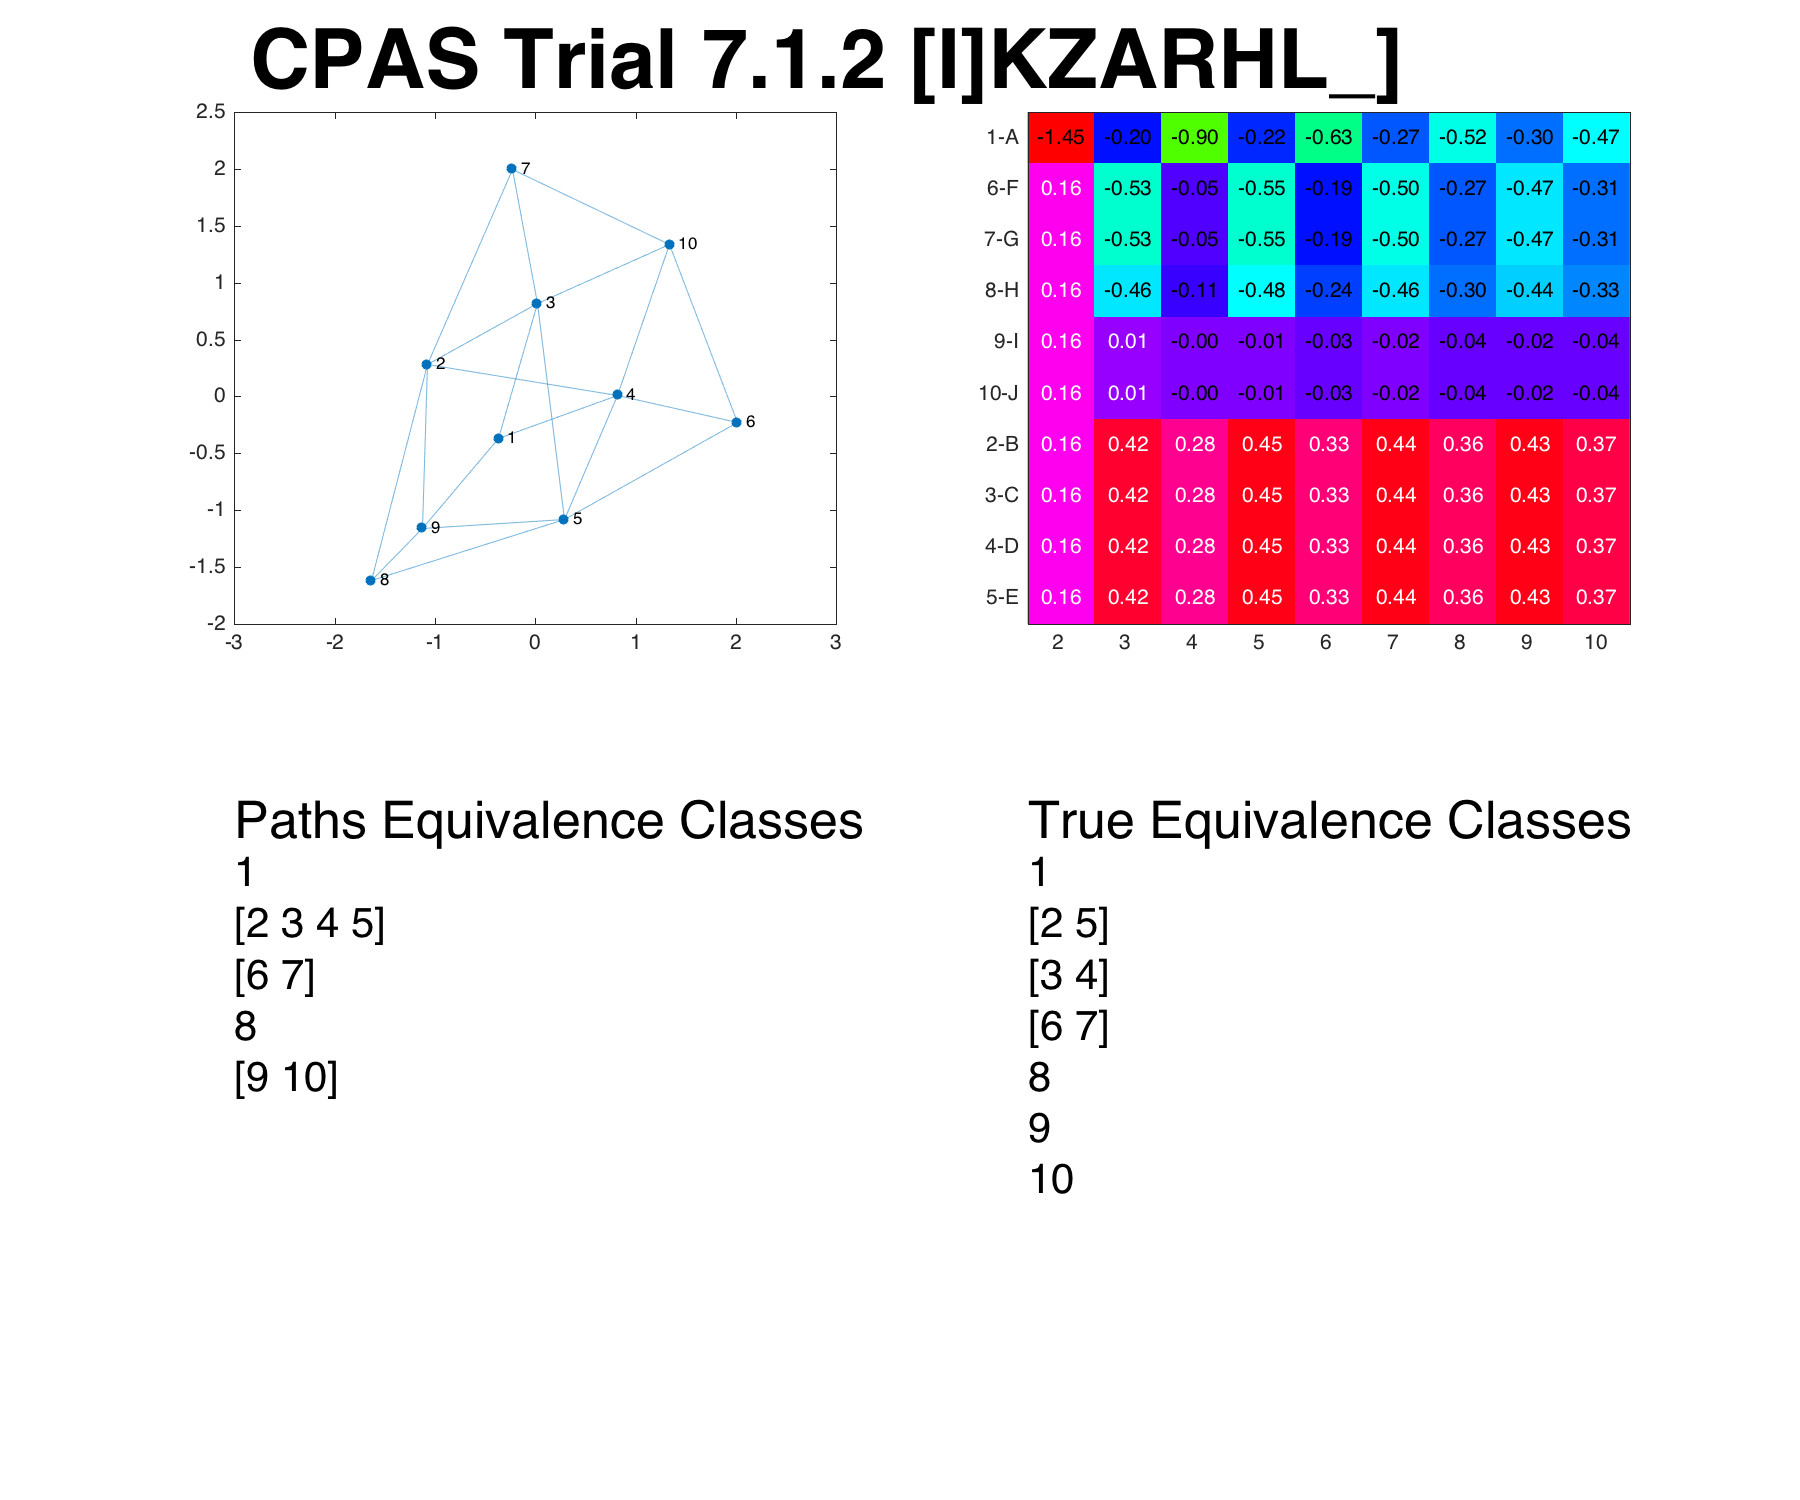 CPAS Trial 7.1.2 [I]KZARHL_]
2.5
2
1.5
1
0.5
0
-0.5
-1
-1.5
-2
-3 -2 -1 0 1 2 3
7
10
3
2
4
6
1
9
5
8
1-A -1.45 -0.20 -0.90 -0.22 -0.63 -0.27 -0.52 -0.30 -0.47
6-F 0.16 -0.53 -0.05 -0.55 -0.19 -0.50 -0.27 -0.47 -0.31
7-G 0.16 -0.53 -0.05 -0.55 -0.19 -0.50 -0.27 -0.47 -0.31
8-H 0.16 -0.46 -0.11 -0.48 -0.24 -0.46 -0.30 -0.44 -0.33
9-I 0.16 0.01 -0.00 -0.01 -0.03 -0.02 -0.04 -0.02 -0.04
10-J 0.16 0.01 -0.00 -0.01 -0.03 -0.02 -0.04 -0.02 -0.04
2-B 0.16 0.42 0.28 0.45 0.33 0.44 0.36 0.43 0.37
3-C 0.16 0.42 0.28 0.45 0.33 0.44 0.36 0.43 0.37
4-D 0.16 0.42 0.28 0.45 0.33 0.44 0.36 0.43 0.37
5-E 0.16 0.42 0.28 0.45 0.33 0.44 0.36 0.43 0.37
2 3 4 5 6 7 8 9 10
Paths Equivalence Classes
1
[2 3 4 5]
[6 7]
8
[9 10]
True Equivalence Classes
1
[2 5]
[3 4]
[6 7]
8
9
10